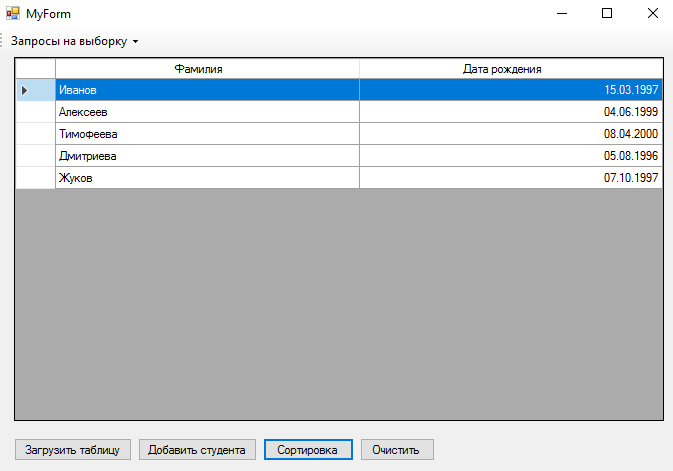 MyForm
Запросы на выборку
Фамилия Дата рождения
Иванов 15.03.1997
Алексеев 04.06.1999
Тимофеева 08.04.2000
Дмитриева 05.08.1996
Жуков 07.10.1997
Загрузить таблицу Добавить студента Сортировка Очистить